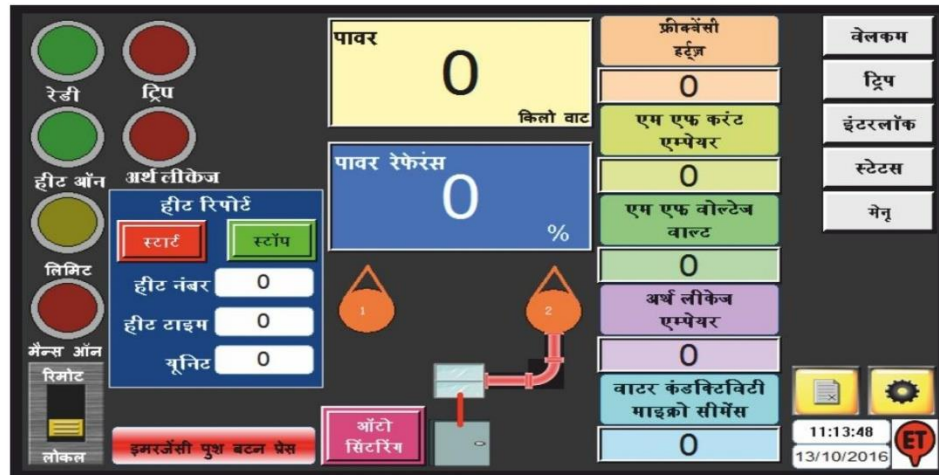 रेडी
ट्रिप
हीट ऑन
अर्थ लीकेज
लिमिट
मैन्स ऑन
रिमोट
लोकल
हीट रिपोर्ट
स्टार्ट
स्टॉप
हीट नंबर 0
हीट टाइम 0
यूनिट 0
इमरजेंसी पुश बटन प्रेस
पावर
0
किलो वाट
पावर रेफेरंस
0
%
1
2
ऑटो
सिंटरिंग
फ्रीक्वेंसी
हर्ट्ज़
0
एम एफ करंट
एम्पेयर
0
एम एफ वोल्टेज
वाल्ट
0
अर्थ लीकेज
एम्पेयर
0
वाटर कंडक्टिविटी
माइक्रो सीमेंस
0
वेलकम
ट्रिप
इंटरलॉक
स्टेटस
मेनू
11:13:48
13/10/2016
ET